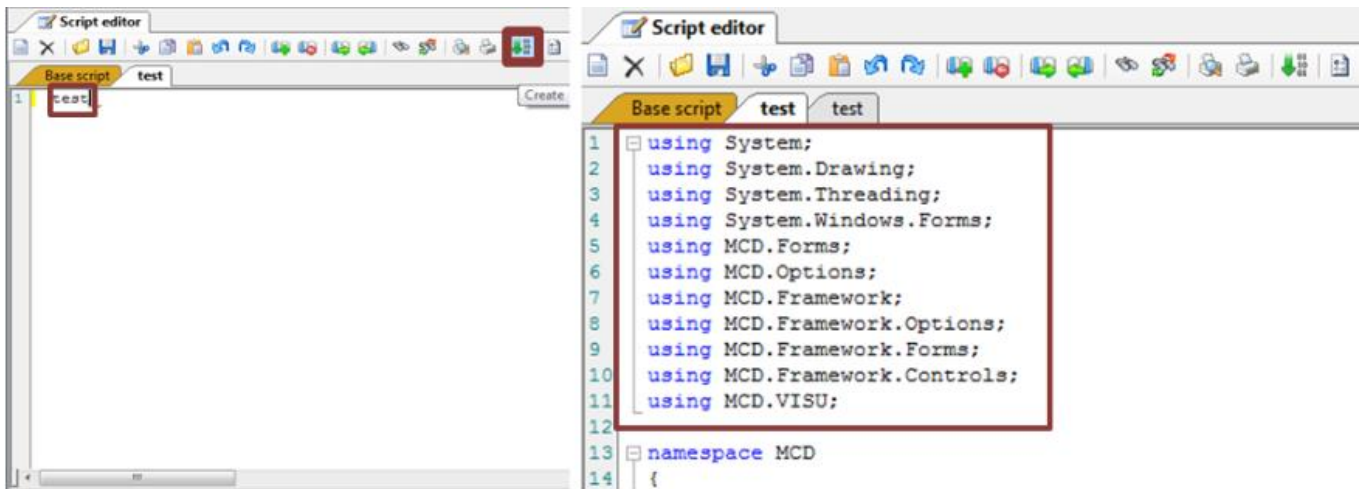 Script editor
Base script test
1 test
Create
Script editor
Base script test test
1 using System;
2 using System.Drawing;
3 using System.Threading;
4 using System.Windows.Forms;
5 using MCD.Forms;
6 using MCD.Options;
7 using MCD.Framework;
8 using MCD.Framework.Options;
9 using MCD.Framework.Forms;
10 using MCD.Framework.Controls;
11 using MCD.VISU;
12
13 namespace MCD
14 {